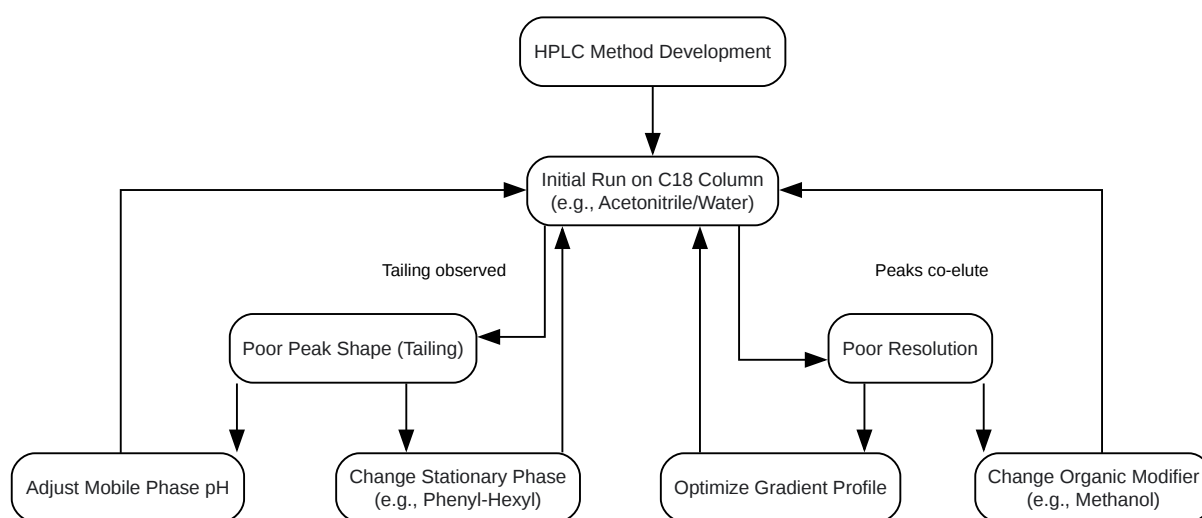 HPLC Method Development
Initial Run on C18 Column
(e.g., Acetonitrile/Water)
Tailing observed
Peaks co-elute
Poor Peak Shape (Tailing)
Poor Resolution
Adjust Mobile Phase pH
Change Stationary Phase
(e.g., Phenyl-Hexyl)
Optimize Gradient Profile
Change Organic Modifier
(e.g., Methanol)